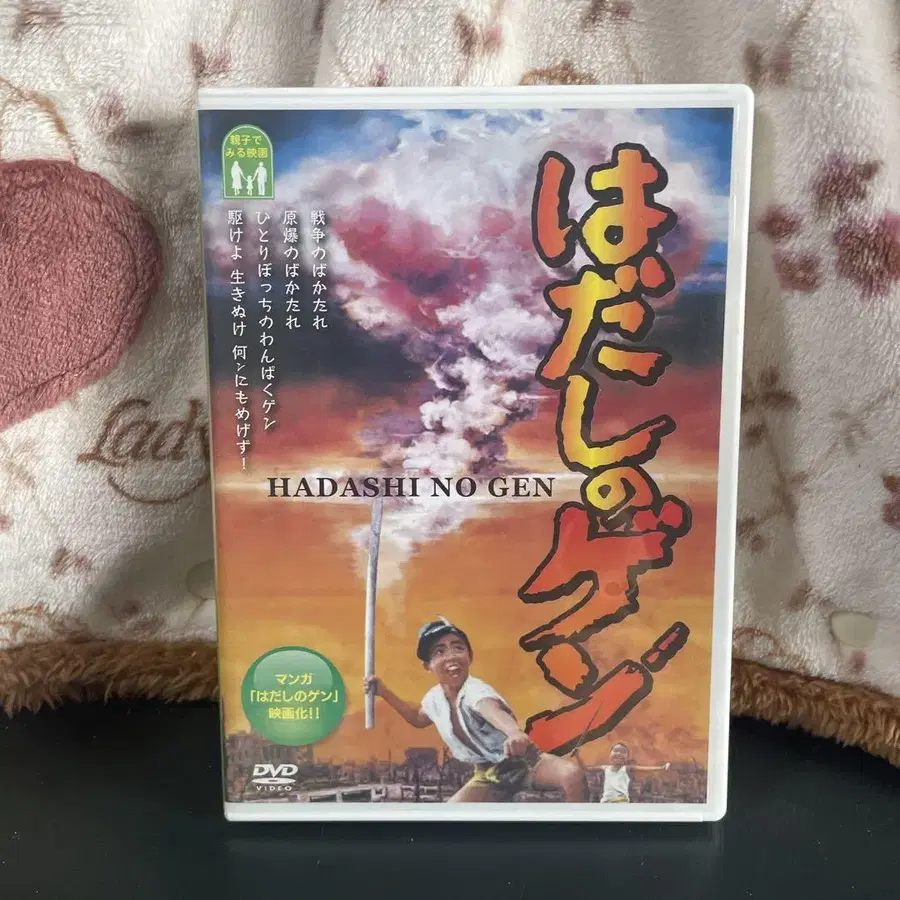 親子で
みる映画
はだしのゲン
戦争のばかたれ
原爆のばかたれ
ひとりぼっちのわんぱくゲン
駆けよ 生きぬけ 何ンにもめげず!
HADASHI NO GEN
マンガ
「はだしのゲン」
映画化!!
DVD
VIDEO